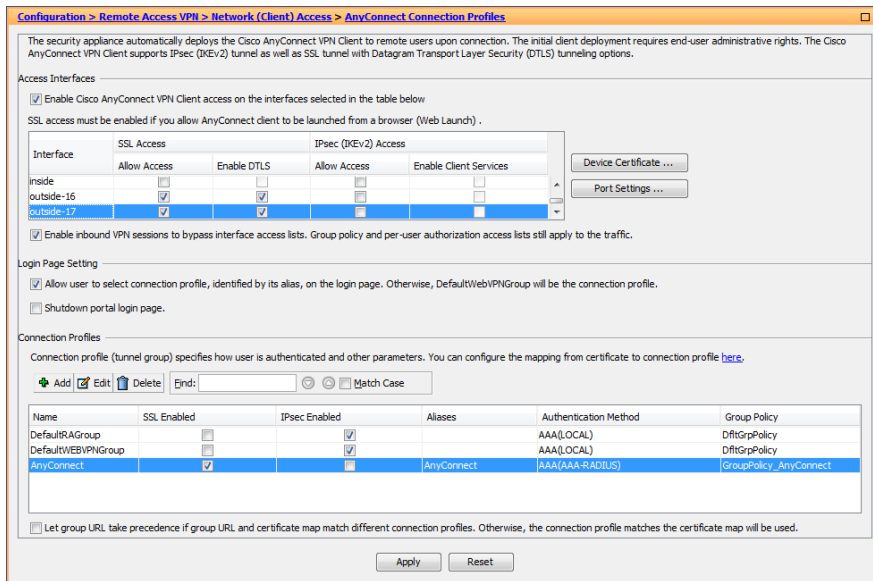 Configuration > Remote Access VPN > Network (Client) Access > AnyConnect Connection Profiles
The security appliance automatically deploys the Cisco AnyConnect VPN Client to remote users upon connection. The initial client deployment requires end-user administrative rights. The Cisco
AnyConnect VPN Client supports IPsec (IKEv2) tunnel as well as SSL tunnel with Datagram Transport Layer Security (DTLS) tunneling options.
Access Interfaces
Enable Cisco AnyConnect VPN Client access on the interfaces selected in the table below
SSL access must be enabled if you allow AnyConnect client to be launched from a browser (Web Launch) .
Interface SSL Access IPsec (IKEv2) Access
Allow Access Enable DTLS Allow Access Enable Client Services
inside
outside-16
outside-17
Device Certificate ...
Port Settings ...
Enable inbound VPN sessions to bypass interface access lists. Group policy and per-user authorization access lists still apply to the traffic.
Login Page Setting
Allow user to select connection profile, identified by its alias, on the login page. Otherwise, DefaultWebVPNGroup will be the connection profile.
Shutdown portal login page.
Connection Profiles
Connection profile (tunnel group) specifies how user is authenticated and other parameters. You can configure the mapping from certificate to connection profile here.
Add Edit Delete Find: Match Case
Name SSL Enabled IPsec Enabled Aliases Authentication Method Group Policy
DefaultRAGroup AAA(LOCAL) DfltGrpPolicy
DefaultWEBVPNGroup AAA(LOCAL) DfltGrpPolicy
AnyConnect AnyConnect AAA(AAA-RADIUS) GroupPolicy_AnyConnect
Let group URL take precedence if group URL and certificate map match different connection profiles. Otherwise, the connection profile matches the certificate map will be used.
Apply Reset